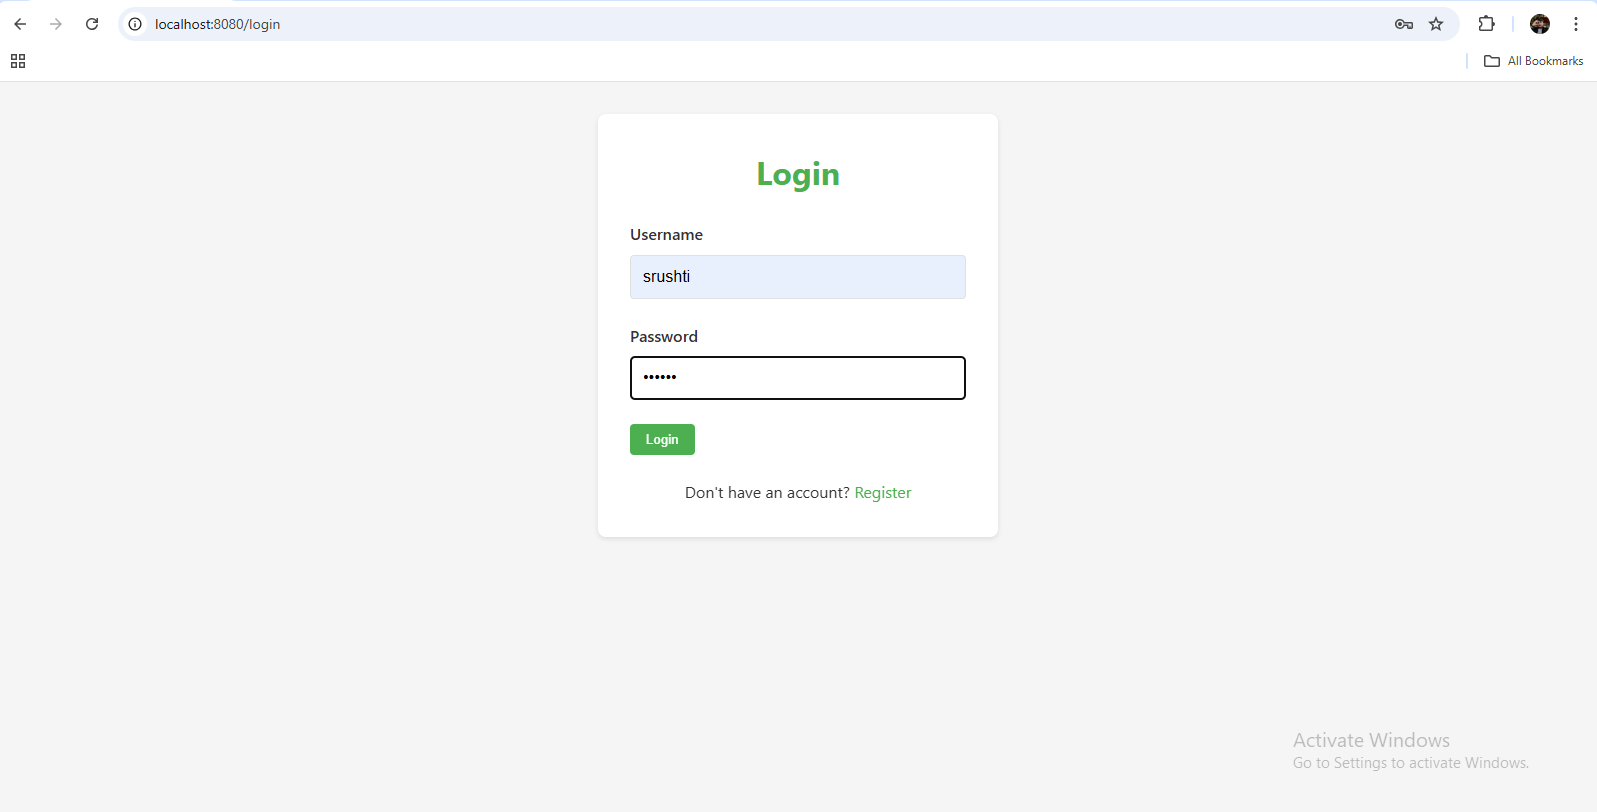 localhost:8080/login
All Bookmarks
Login
Username
srushti
Password
••••••
Login
Don't have an account? Register
Activate Windows
Go to Settings to activate Windows.